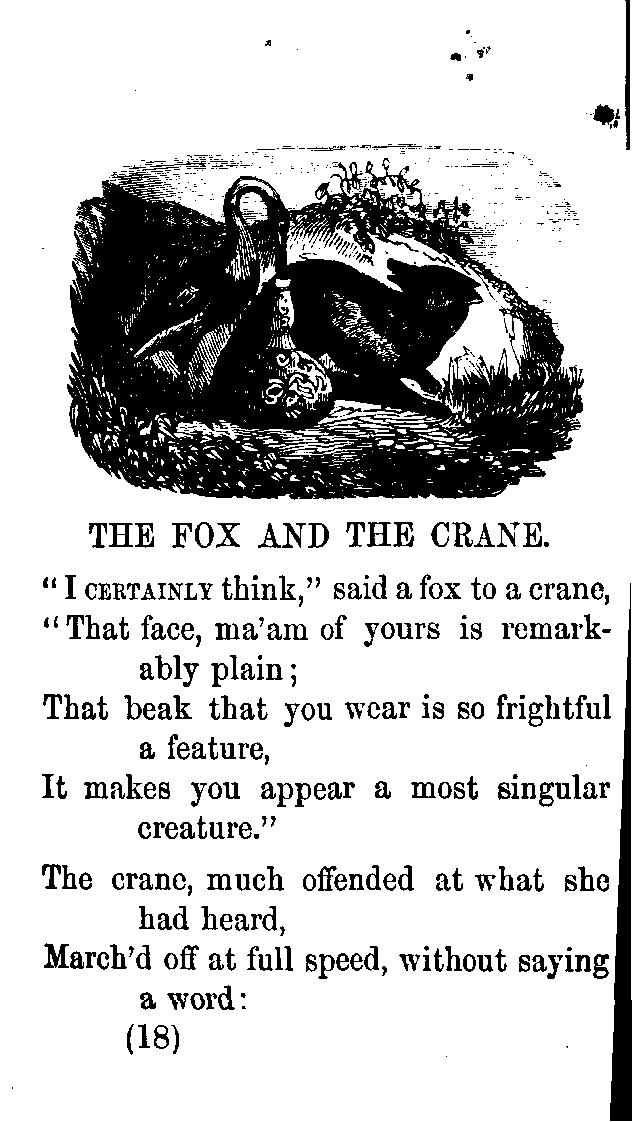 THE FOX AND THE CRANE.
“ I CERTAINLY think,” said a fox to a crane,
“ That face, ma’am of yours is remark-
ably plain ;
That beak that you wear is so frightful
a feature,
It makes you appear a most singular
creature.”
The crane, much offended at what she
had heard,
March’d off at full speed, without saying
a word:
(18)